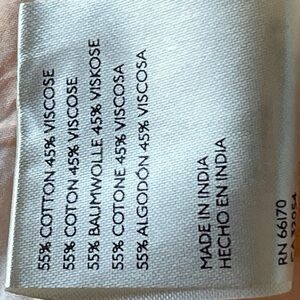 55% COTTON 45% VISCOSE
55% COTON 45% VISCOSE
55% BAUMWOLLE 45% VISKOSE
55% COTONE 45% VISCOSA
55% ALGODÓN 45% VISCOSA
MADE IN INDIA
HECHO EN INDIA
RN 66170